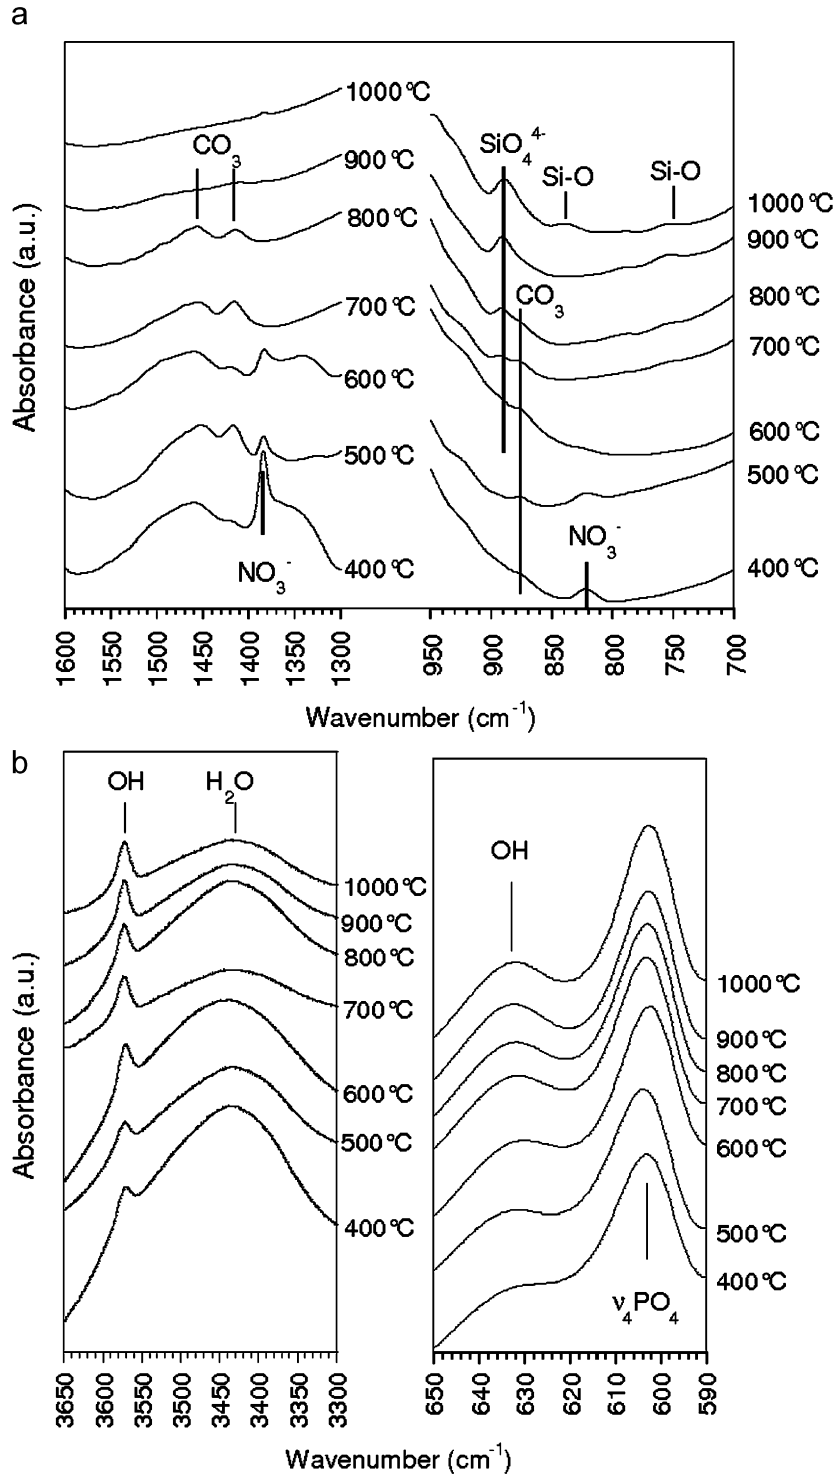 a
Absorbance (a.u.)
1000 °C
900 °C
800 °C
700 °C
600 °C
500 °C
400 °C
CO3
NO3-
SiO4 4-
Si-O
Si-O
CO3
NO3-
1000 °C
900 °C
800 °C
700 °C
600 °C
500 °C
400 °C
1600
1550
1500
1450
1400
1350
1300
950
900
850
800
750
700
Wavenumber (cm-1)
b
Absorbance (a.u.)
OH
H2O
1000 °C
900 °C
800 °C
700 °C
600 °C
500 °C
400 °C
OH
ν4PO4
1000 °C
900 °C
800 °C
700 °C
600 °C
500 °C
400 °C
3650
3600
3550
3500
3450
3400
3350
3300
650
640
630
620
610
600
590
Wavenumber (cm-1)